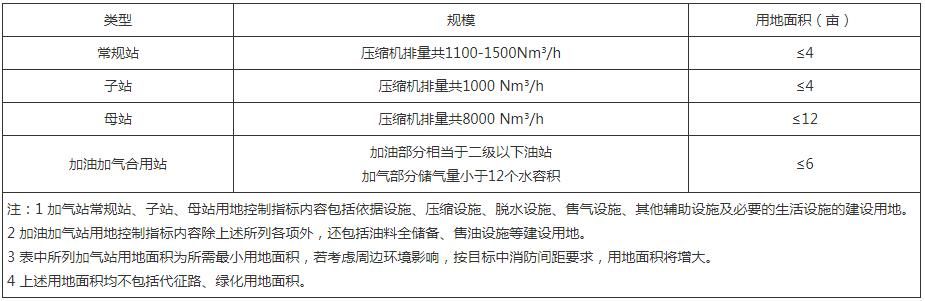 类型 规模 用地面积（亩）
常规站 压缩机排量共1100-1500Nm³/h ≤4
子站 压缩机排量共1000 Nm³/h ≤4
母站 压缩机排量共8000 Nm³/h ≤12
加油加气合用站 加油部分相当于二级以下油站 ≤6
加气部分储气量小于12个水容积
注：1 加气站常规站、子站、母站用地控制指标内容包括依据设施、压缩设施、脱水设施、售气设施、其他辅助设施及必要的生活设施的建设用地。
2 加油加气站用地控制指标内容除上述所列各项外，还包括油料全储备、售油设施等建设用地。
3 表中所列加气站用地面积为所需最小用地面积，若考虑周边环境影响，按目标中消防间距要求，用地面积将增大。
4 上述用地面积均不包括代征路、绿化用地面积。